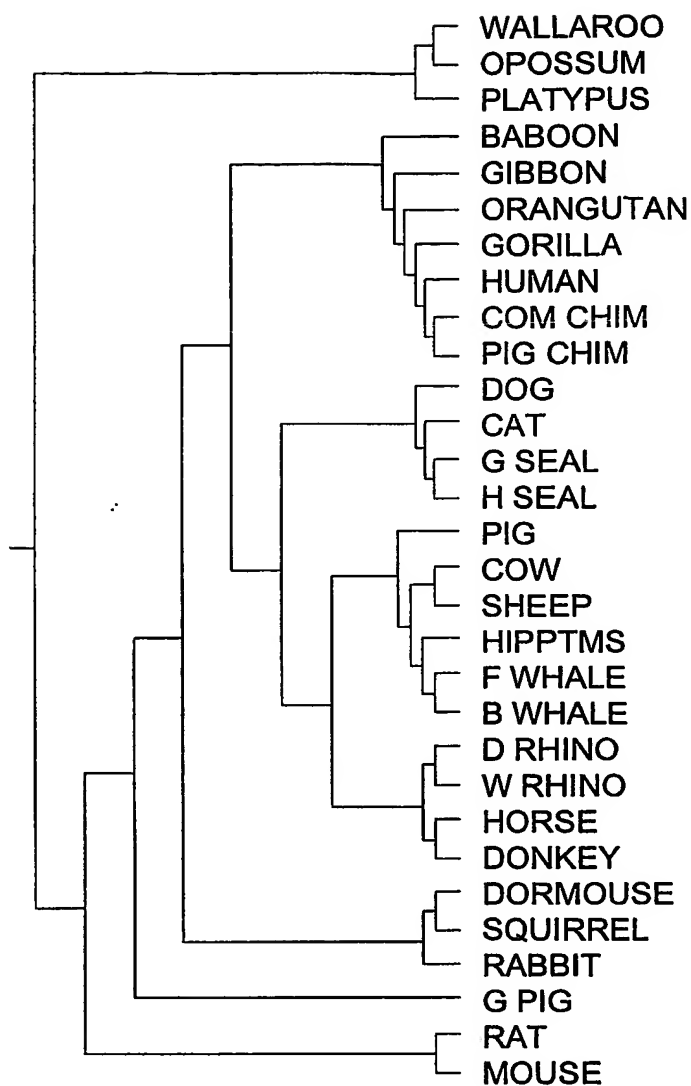 WALLAROO
OPOSSUM
PLATYPUS
BABOON
GIBBON
ORANGUTAN
GORILLA
HUMAN
COM CHIM
PIG CHIM
DOG
CAT
G SEAL
H SEAL
PIG
COW
SHEEP
HIPPTMS
F WHALE
B WHALE
D RHINO
W RHINO
HORSE
DONKEY
DORMOUSE
SQUIRREL
RABBIT
G PIG
RAT
MOUSE